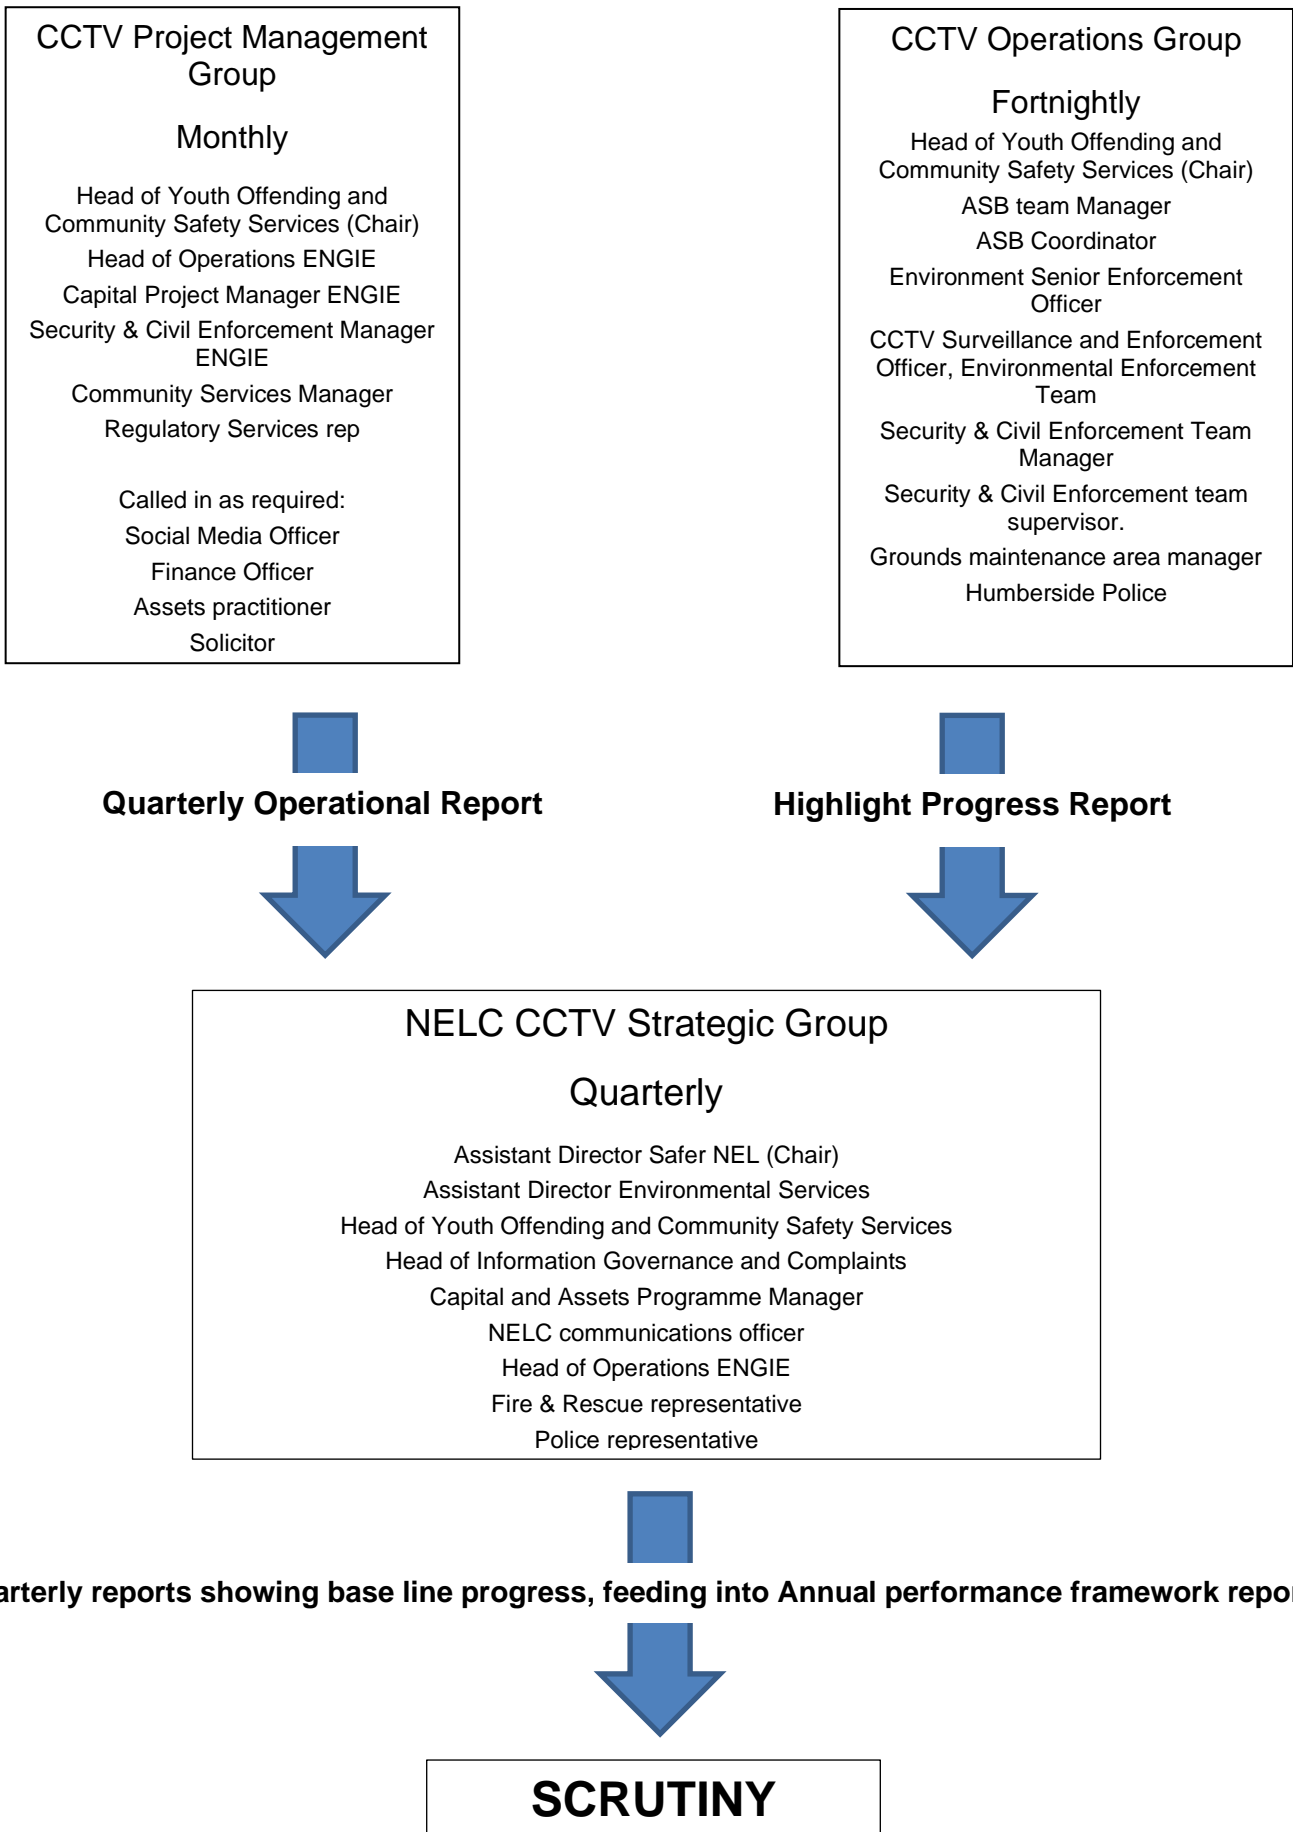 CCTV Project Management
Group
Monthly
Head of Youth Offending and
Community Safety Services (Chair)
Head of Operations ENGIE
Capital Project Manager ENGIE
Security & Civil Enforcement Manager
ENGIE
Community Services Manager
Regulatory Services rep
Called in as required:
Social Media Officer
Finance Officer
Assets practitioner
Solicitor
CCTV Operations Group
Fortnightly
Head of Youth Offending and
Community Safety Services (Chair)
ASB team Manager
ASB Coordinator
Environment Senior Enforcement
Officer
CCTV Surveillance and Enforcement
Officer, Environmental Enforcement
Team
Security & Civil Enforcement Team
Manager
Security & Civil Enforcement team
supervisor.
Grounds maintenance area manager
Humberside Police
Quarterly Operational Report
Highlight Progress Report
NELC CCTV Strategic Group
Quarterly
Assistant Director Safer NEL (Chair)
Assistant Director Environmental Services
Head of Youth Offending and Community Safety Services
Head of Information Governance and Complaints
Capital and Assets Programme Manager
NELC communications officer
Head of Operations ENGIE
Fire & Rescue representative
Police representative
arterly reports showing base line progress, feeding into Annual performance framework repor
SCRUTINY